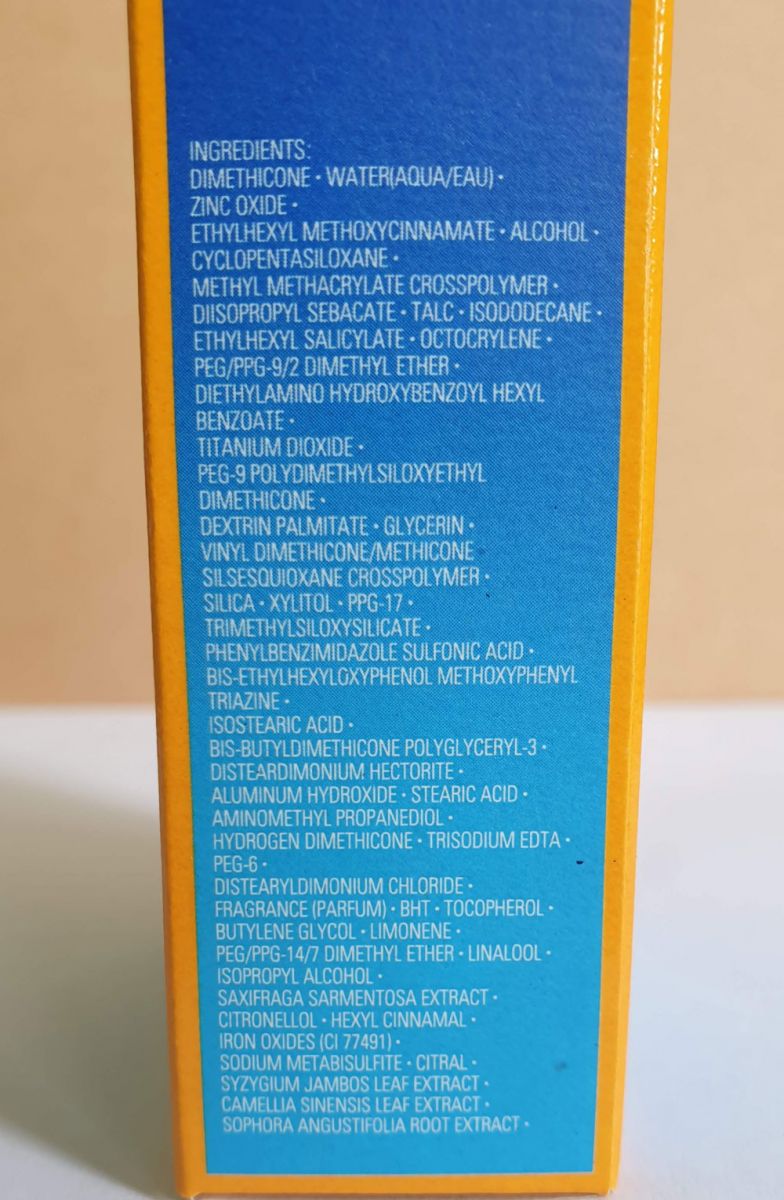 INGREDIENTS:
DIMETHICONE · WATER(AQUA/EAU) ·
ZINC OXIDE ·
ETHYLHEXYL METHOXYCINNAMATE · ALCOHOL ·
CYCLOPENTASILOXANE ·
METHYL METHACRYLATE CROSSPOLYMER ·
DIISOPROPYL SEBACATE · TALC · ISODODECANE ·
ETHYLHEXYL SALICYLATE · OCTOCRYLENE ·
PEG/PPG-9/2 DIMETHYL ETHER ·
DIETHYLAMINO HYDROXYBENZOYL HEXYL
BENZOATE ·
TITANIUM DIOXIDE ·
PEG-9 POLYDIMETHYLSILOXYETHYL
DIMETHICONE ·
DEXTRIN PALMITATE · GLYCERIN ·
VINYL DIMETHICONE/METHICONE
SILSESQUIOXANE CROSSPOLYMER ·
SILICA · XYLITOL · PPG-17 ·
TRIMETHYLSILOXYSILICATE ·
PHENYLBENZIMIDAZOLE SULFONIC ACID ·
BIS-ETHYLHEXYLOXYPHENOL METHOXYPHENYL
TRIAZINE ·
ISOSTEARIC ACID ·
BIS-BUTYLDIMETHICONE POLYGLYCERYL-3 ·
DISTEARDIMONIUM HECTORITE ·
ALUMINUM HYDROXIDE · STEARIC ACID ·
AMINOMETHYL PROPANEDIOL ·
HYDROGEN DIMETHICONE · TRISODIUM EDTA ·
PEG-6 ·
DISTEARYLDIMONIUM CHLORIDE ·
FRAGRANCE (PARFUM) · BHT · TOCOPHEROL ·
BUTYLENE GLYCOL · LIMONENE ·
PEG/PPG-14/7 DIMETHYL ETHER · LINALOOL ·
ISOPROPYL ALCOHOL ·
SAXIFRAGA SARMENTOSA EXTRACT ·
CITRONELLOL · HEXYL CINNAMAL ·
IRON OXIDES (CI 77491) ·
SODIUM METABISULFITE · CITRAL ·
SYZYGIUM JAMBOS LEAF EXTRACT ·
CAMELLIA SINENSIS LEAF EXTRACT ·
SOPHORA ANGUSTIFOLIA ROOT EXTRACT ·